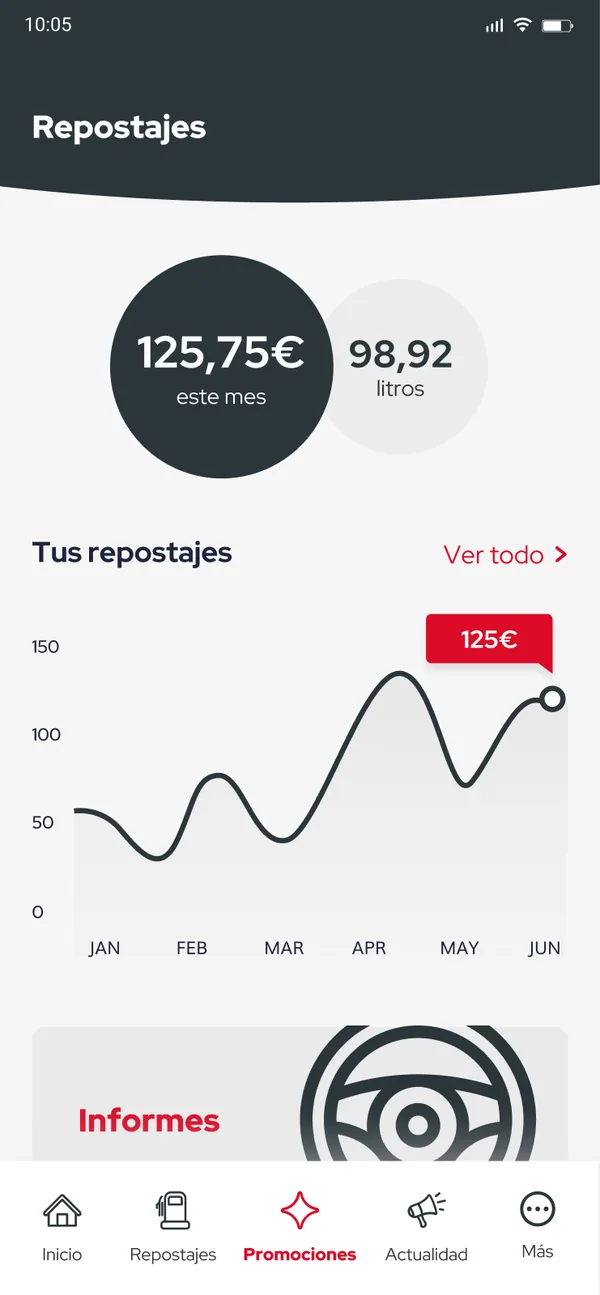 10:05
Repostajes
125,75€
este mes
98,92
litros
Tus repostajes
Ver todo
125€
150
100
50
0
JAN FEB MAR APR MAY JUN
Informes
Inicio Repostajes Promociones Actualidad Más